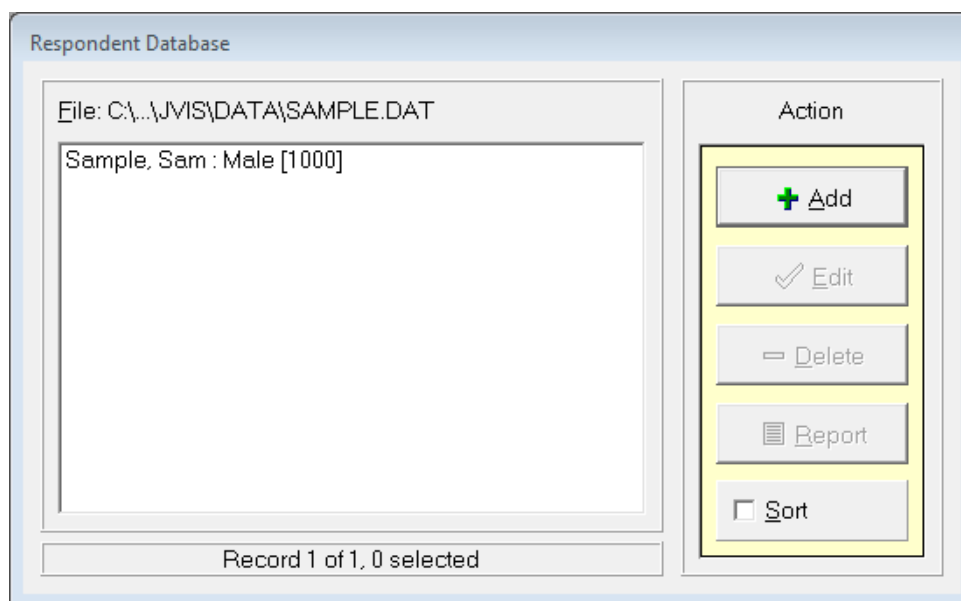 Respondent Database
File: C:\...\JVIS\DATA\SAMPLE.DAT
Sample, Sam : Male [1000]
Record 1 of 1, 0 selected
Action
Add
Edit
Delete
Report
Sort